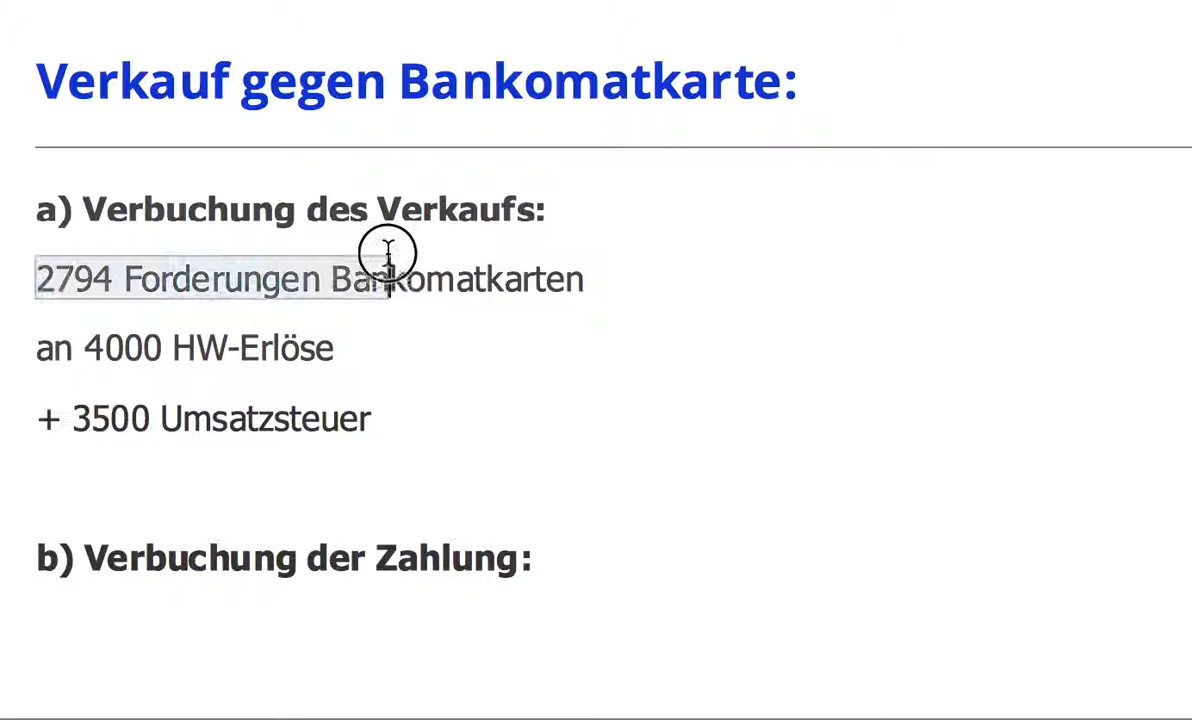 Verkauf gegen Bankomatkarte:
a) Verbuchung des Verkaufs:
2794 Forderungen Bankomatkarten
an 4000 HW-Erlöse
+ 3500 Umsatzsteuer
b) Verbuchung der Zahlung: